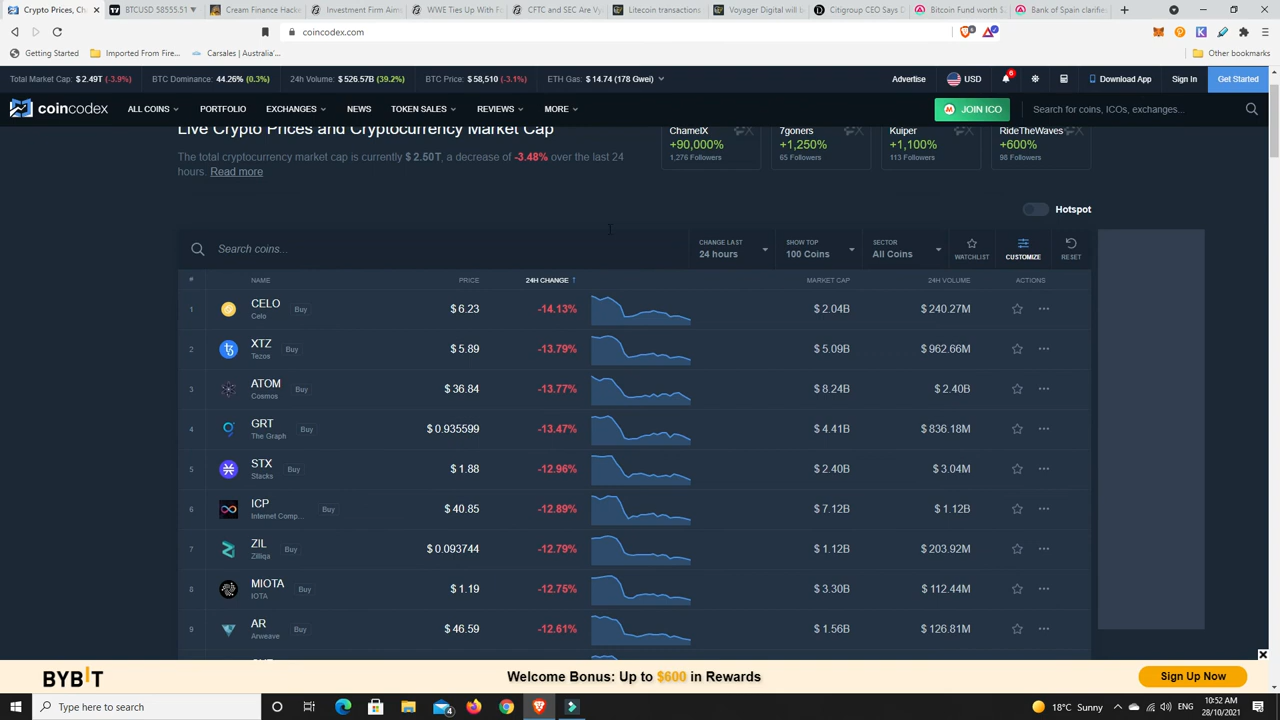 Crypto Prices, Ch
BTCUSD 58555.51
Cream Finance Hacke
Investment Firm Aims
WWE Ties Up With Fo
CFTC and SEC Are Vy
Litecoin transactions
Voyager Digital will b
Citigroup CEO Says D
Bitcoin Fund worth $
Bank of Spain clarifie
coincodex.com
Getting Started
Imported From Fire...
Carsales | Australia'...
Other bookmarks
Total Market Cap: $ 2.49T (-3.9%) BTC Dominance: 44.26% (0.3%) 24h Volume: $ 526.57B (39.2%) BTC Price: $ 58,510 (-3.1%) ETH Gas: $ 14.74 (178 Gwei)
Advertise USD 6 Download App Sign In Get Started
coincodex ALL COINS PORTFOLIO EXCHANGES NEWS TOKEN SALES REVIEWS MORE JOIN ICO Search for coins, ICOs, exchanges...
Live Crypto Prices and Cryptocurrency Market Cap
The total cryptocurrency market cap is currently $ 2.50T, a decrease of -3.48% over the last 24
hours. Read more
ChamelX
+90,000%
1,276 Followers
7goners
+1,250%
65 Followers
Kuiper
+1,100%
113 Followers
RideTheWaves
+600%
98 Followers
Hotspot
Search coins...
CHANGE LAST
24 hours
SHOW TOP
100 Coins
SECTOR
All Coins
WATCHLIST
CUSTOMIZE
RESET
# NAME PRICE 24H CHANGE ↑ MARKET CAP 24H VOLUME ACTIONS
1 CELO Buy $ 6.23 -14.13% $ 2.04B $ 240.27M
Celo
2 XTZ Buy $ 5.89 -13.79% $ 5.09B $ 962.66M
Tezos
3 ATOM Buy $ 36.84 -13.77% $ 8.24B $ 2.40B
Cosmos
4 GRT Buy $ 0.935599 -13.47% $ 4.41B $ 836.18M
The Graph
5 STX Buy $ 1.88 -12.96% $ 2.40B $ 3.04M
Stacks
6 ICP Buy $ 40.85 -12.89% $ 7.12B $ 1.12B
Internet Comp...
7 ZIL Buy $ 0.093744 -12.79% $ 1.12B $ 203.92M
Zilliqa
8 MIOTA Buy $ 1.19 -12.75% $ 3.30B $ 112.44M
IOTA
9 AR Buy $ 46.59 -12.61% $ 1.56B $ 126.81M
Arweave
BYBIT Welcome Bonus: Up to $600 in Rewards Sign Up Now
Type here to search
18°C Sunny
10:52 AM
28/10/2021